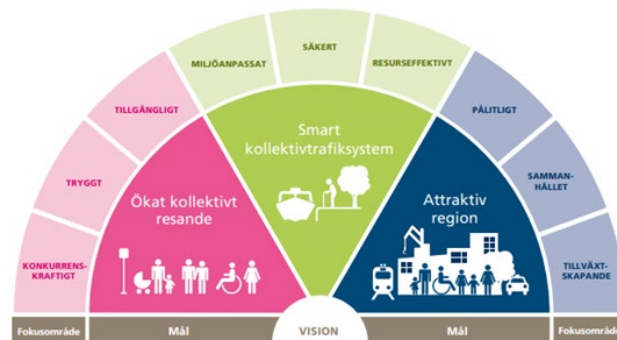 MILJÖANPASSAT
SÄKERT
RESURSEFFEKTIVT
TILLGÄNGLIGT
PÅLITLIGT
Smart
kollektivtrafiksystem
TRYGGT
SAMMAN-
HÅLLET
Ökat kollektivt
resande
Attraktiv
region
KONKURRENS-
KRAFTIGT
TILLVÄXT-
SKAPANDE
Fokusområde
Mål
VISION
Mål
Fokusområde